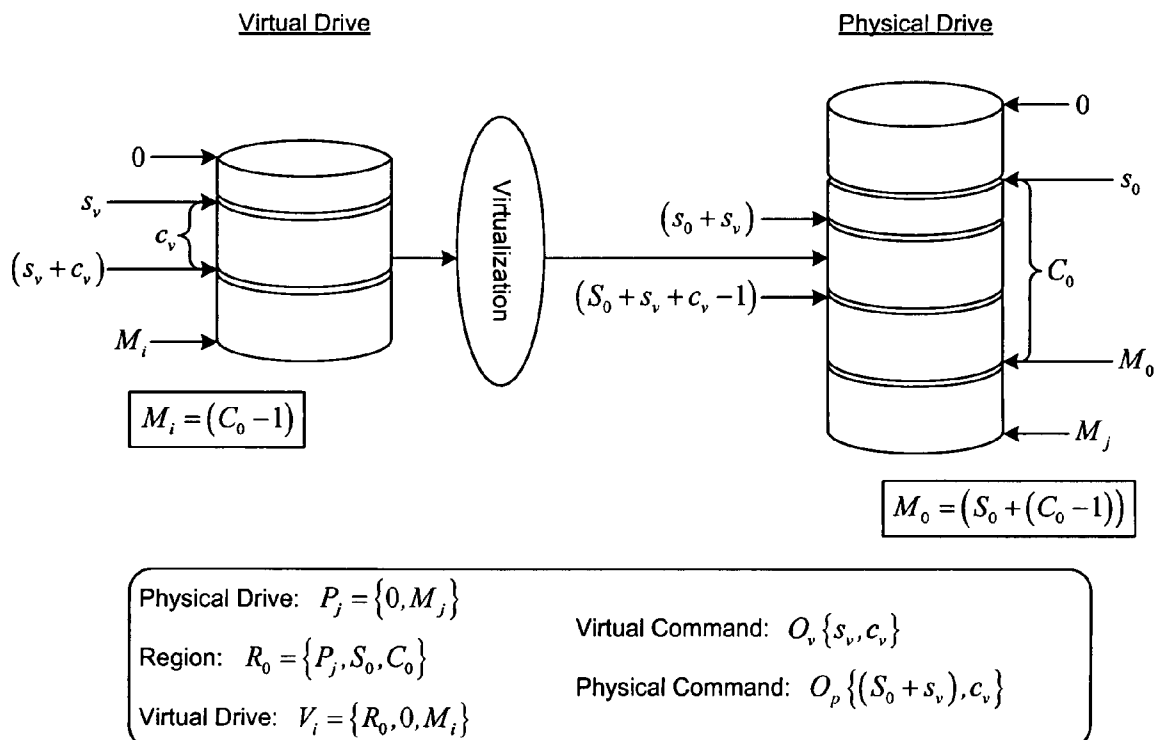 Virtual Drive
Physical Drive
0
s_v
c_v
(s_v + c_v)
M_i
M_i = (C_0 − 1)
Virtualization
(s_0 + s_v)
(S_0 + s_v + c_v − 1)
0
s_0
C_0
M_0
M_j
M_0 = (S_0 + (C_0 − 1))
Physical Drive: P_j = {0, M_j}
Region: R_0 = {P_j, S_0, C_0}
Virtual Drive: V_i = {R_0, 0, M_i}
Virtual Command: O_v {s_v, c_v}
Physical Command: O_p {(S_0 + s_v), c_v}